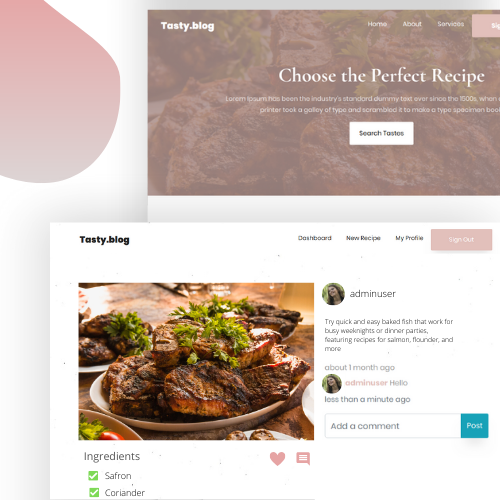 Tasty.blog
Home About Services
Choose the Perfect Recipe
Lorem Ipsum has been the industry's standard dummy text ever since the 1500s, when
printer took a galley of type and scrambled it to make a type specimen
Search Tastes
Tasty.blog
Dashboard New Recipe My Profile Sign Out
adminuser
Try quick and easy baked fish that work for
busy weeknights or dinner parties,
featuring recipes for salmon, flounder, and
more
about 1 month ago
adminuser Hello
less than a minute ago
Add a comment Post
Ingredients
Safron
Coriander